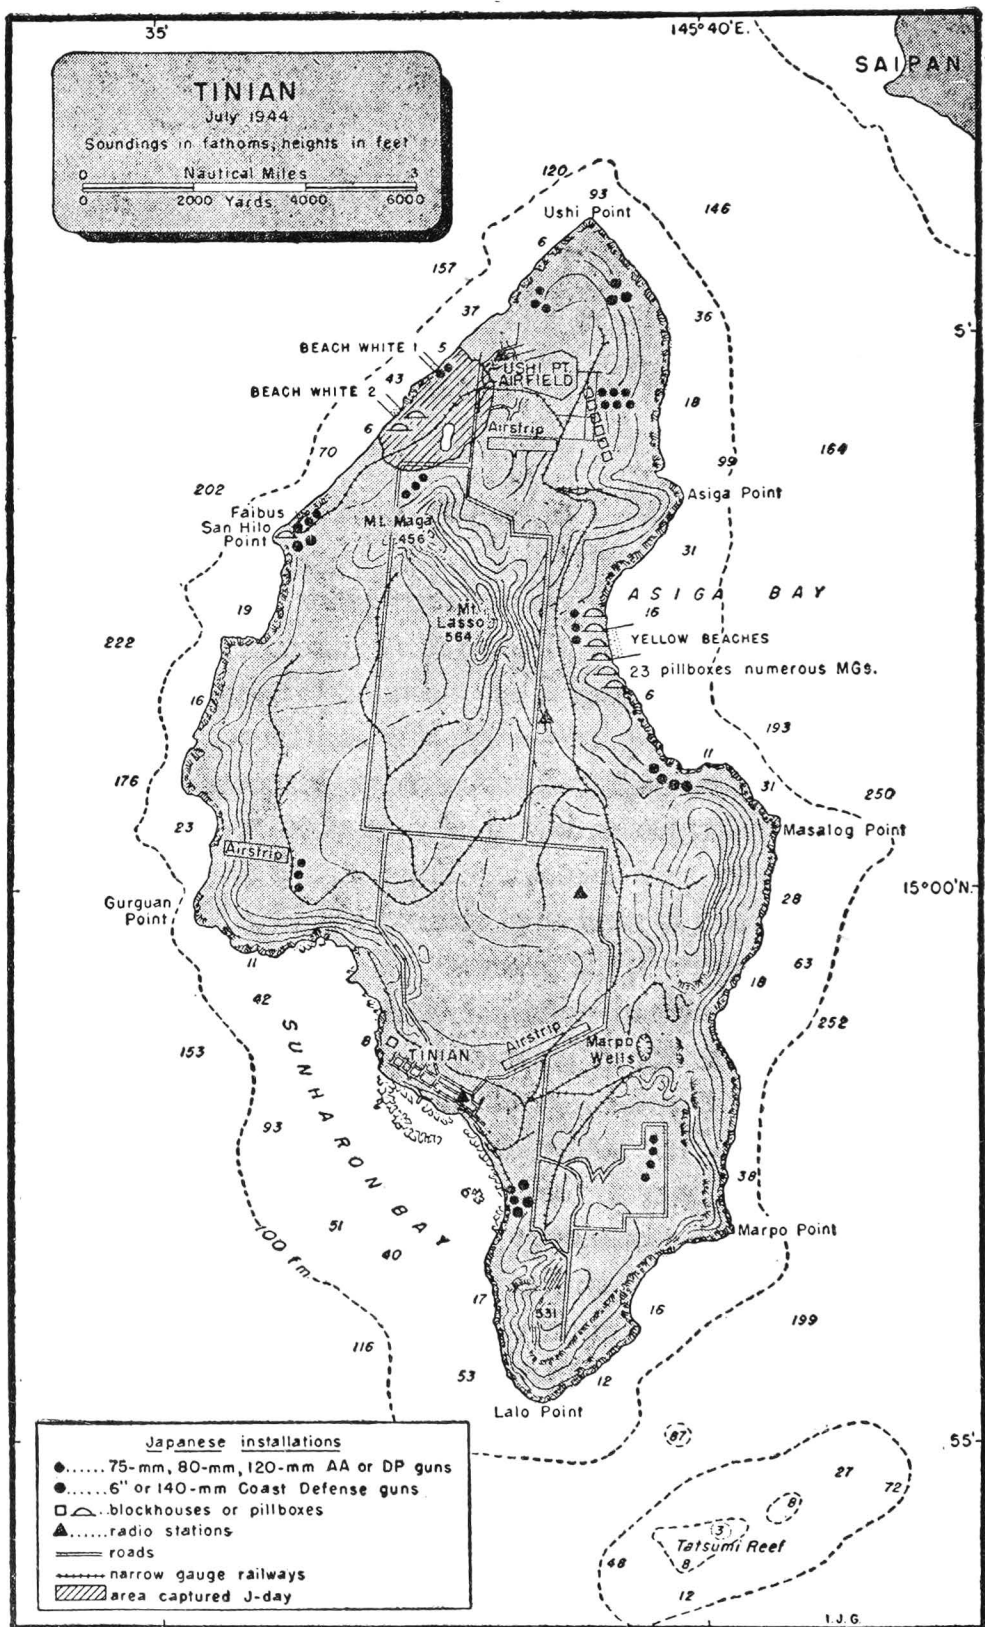 35'
145°40'E.
SAIPAN
TINIAN
July 1944
Soundings in fathoms, heights in feet
0 Nautical Miles 3
0 2000 Yards 4000 6000
120
93
Ushi Point
146
6
157
37
36
5'
BEACH WHITE 1
5
USHI PT.
AIRFIELD
43
BEACH WHITE 2
18
6
Airstrip
70
164
99
202
Asiga Point
Faibus
San Hilo
Point
Mt. Maga
456
31
ASIGA BAY
16
19
Mt.
Lasso
564
222
YELLOW BEACHES
23 pillboxes numerous MGs.
6
16
193
11
176
31
250
23
Masalog Point
Airstrip
15°00'N.
Gurguan
Point
28
11
63
18
42
252
SUNHARON BAY
8
TINIAN
Airstrip
Marpo
Wells
153
93
38
51
Marpo Point
40
100 fm.
17
531
16
199
116
53
12
Lalo Point
55'
87
27
72
8
3
Tatsumi Reef
48
8
12
Japanese installations
75-mm, 80-mm, 120-mm AA or DP guns
6" or 140-mm Coast Defense guns
blockhouses or pillboxes
radio stations
roads
narrow gauge railways
area captured J-day
I.J.G.